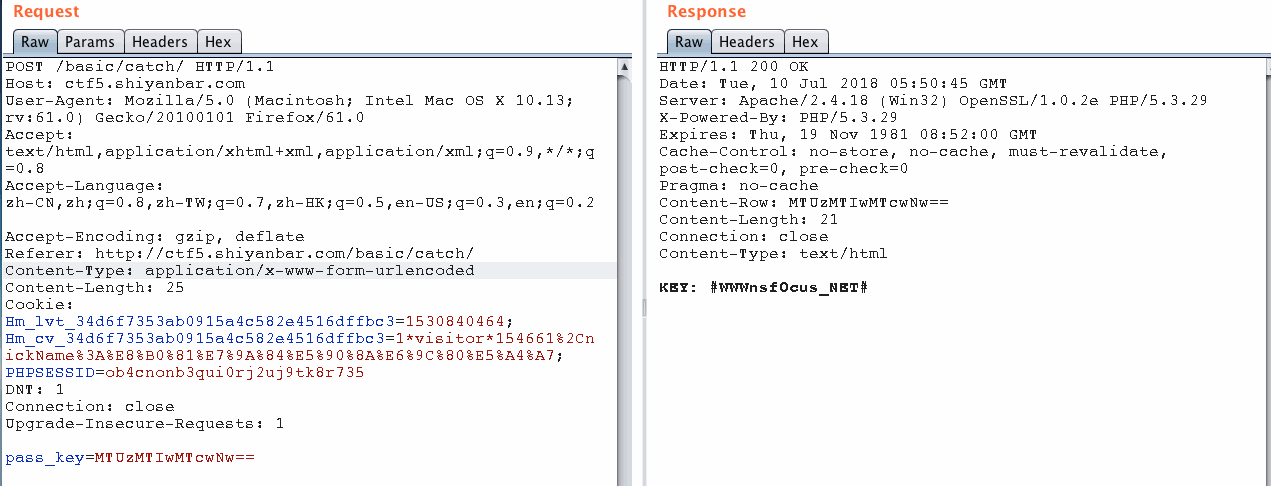 Request
Raw Params Headers Hex
POST /basic/catch/ HTTP/1.1
Host: ctf5.shiyanbar.com
User-Agent: Mozilla/5.0 (Macintosh; Intel Mac OS X 10.13;
rv:61.0) Gecko/20100101 Firefox/61.0
Accept:
text/html,application/xhtml+xml,application/xml;q=0.9,*/*;q
=0.8
Accept-Language:
zh-CN,zh;q=0.8,zh-TW;q=0.7,zh-HK;q=0.5,en-US;q=0.3,en;q=0.2
Accept-Encoding: gzip, deflate
Referer: http://ctf5.shiyanbar.com/basic/catch/
Content-Type: application/x-www-form-urlencoded
Content-Length: 25
Cookie:
Hm_lvt_34d6f7353ab0915a4c582e4516dffbc3=1530840464;
Hm_cv_34d6f7353ab0915a4c582e4516dffbc3=1*visitor*154661%2Cn
ickName%3A%E8%B0%81%E7%9A%84%E5%90%8A%E6%9C%80%E5%A4%A7;
PHPSESSID=ob4cnonb3qui0rj2uj9tk8r735
DNT: 1
Connection: close
Upgrade-Insecure-Requests: 1
pass_key=MTUzMTIwMTcwNw==
Response
Raw Headers Hex
HTTP/1.1 200 OK
Date: Tue, 10 Jul 2018 05:50:45 GMT
Server: Apache/2.4.18 (Win32) OpenSSL/1.0.2e PHP/5.3.29
X-Powered-By: PHP/5.3.29
Expires: Thu, 19 Nov 1981 08:52:00 GMT
Cache-Control: no-store, no-cache, must-revalidate,
post-check=0, pre-check=0
Pragma: no-cache
Content-Row: MTUzMTIwMTcwNw==
Content-Length: 21
Connection: close
Content-Type: text/html
KEY: #WWWnsf0cus_NET#